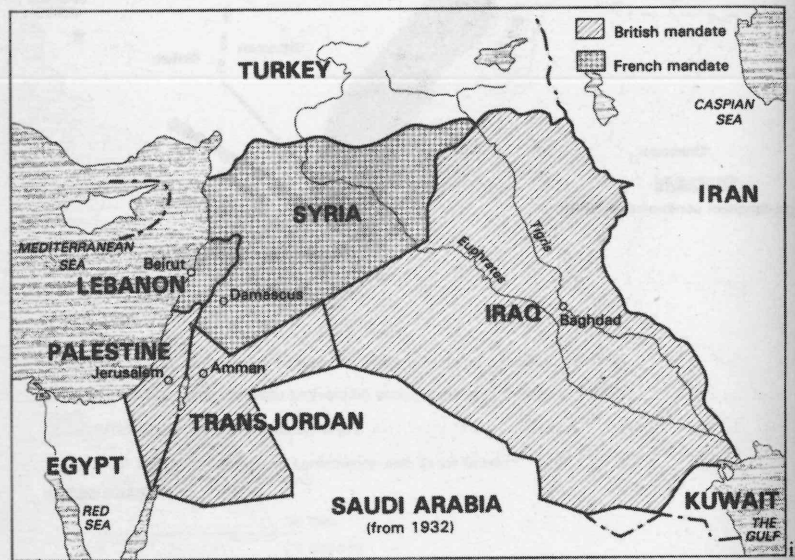 British mandate
French mandate
TURKEY
CASPIAN
SEA
IRAN
SYRIA
MEDITERRANEAN
SEA
Beirut
LEBANON
Damascus
Euphrates
Tigris
IRAQ
Baghdad
PALESTINE
Jerusalem
Amman
TRANSJORDAN
EGYPT
RED
SEA
SAUDI ARABIA
(from 1932)
KUWAIT
THE
GULF